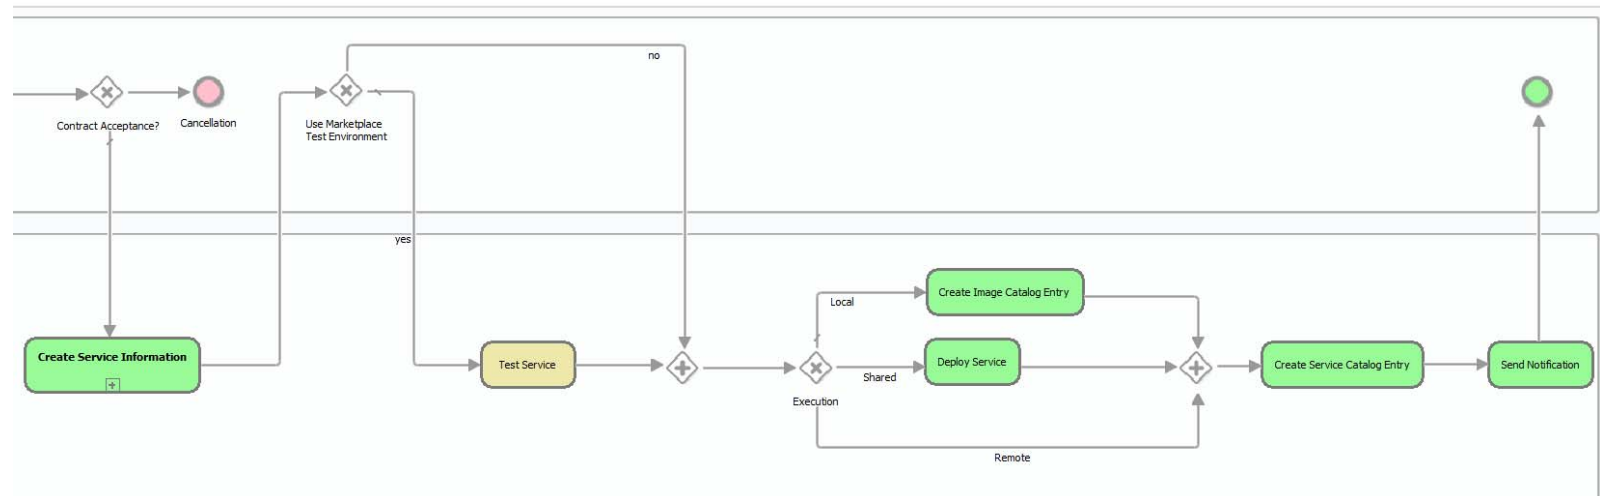 no
Contract Acceptance?
Cancellation
Use Marketplace
Test Environment
yes
Create Service Information
Test Service
Local
Create Image Catalog Entry
Deploy Service
Shared
Execution
Remote
Create Service Catalog Entry
Send Notification